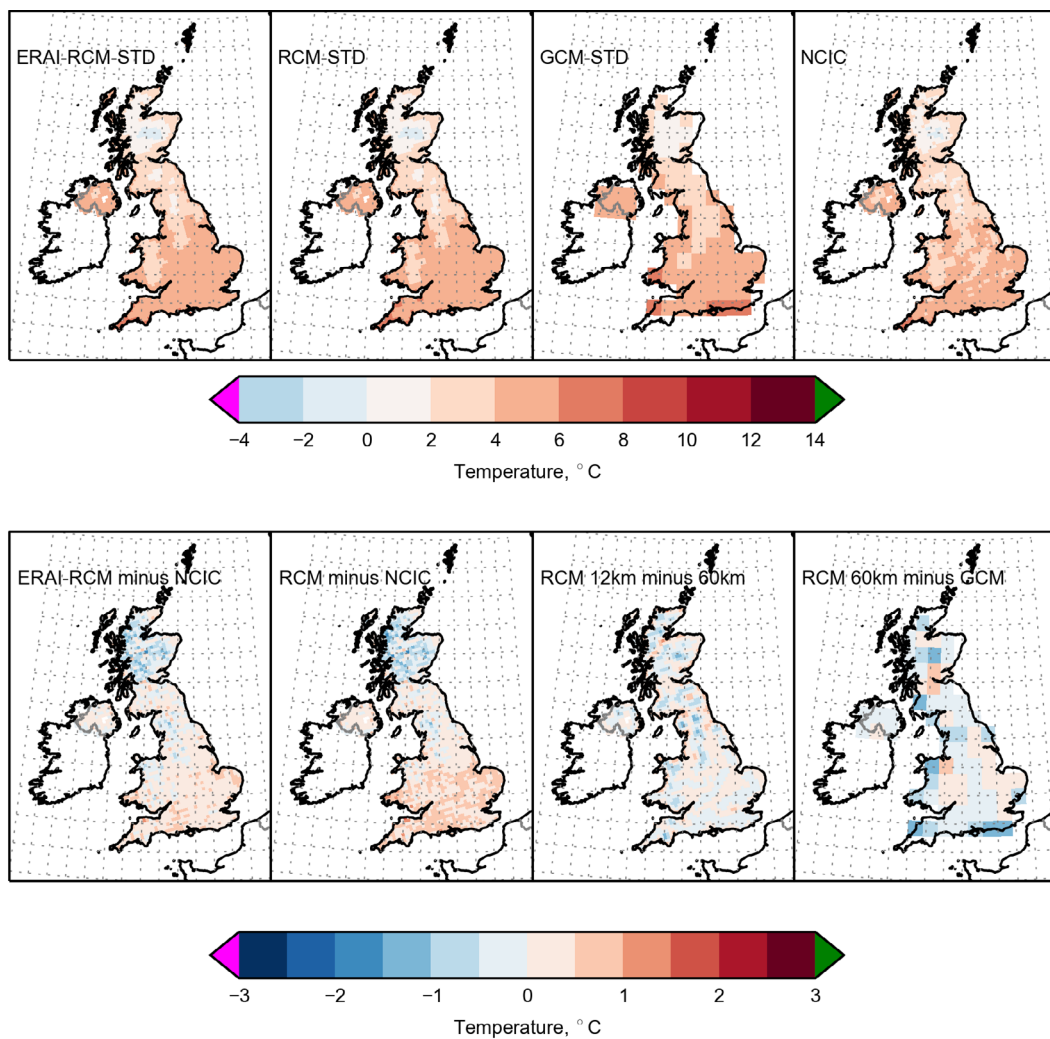 ERAI-RCM-STD
RCM-STD
GCM-STD
NCIC
−4 −2 0 2 4 6 8 10 12 14
Temperature, °C
ERAI-RCM minus NCIC
RCM minus NCIC
RCM 12km minus 60km
RCM 60km minus GCM
−3 −2 −1 0 1 2 3
Temperature, °C